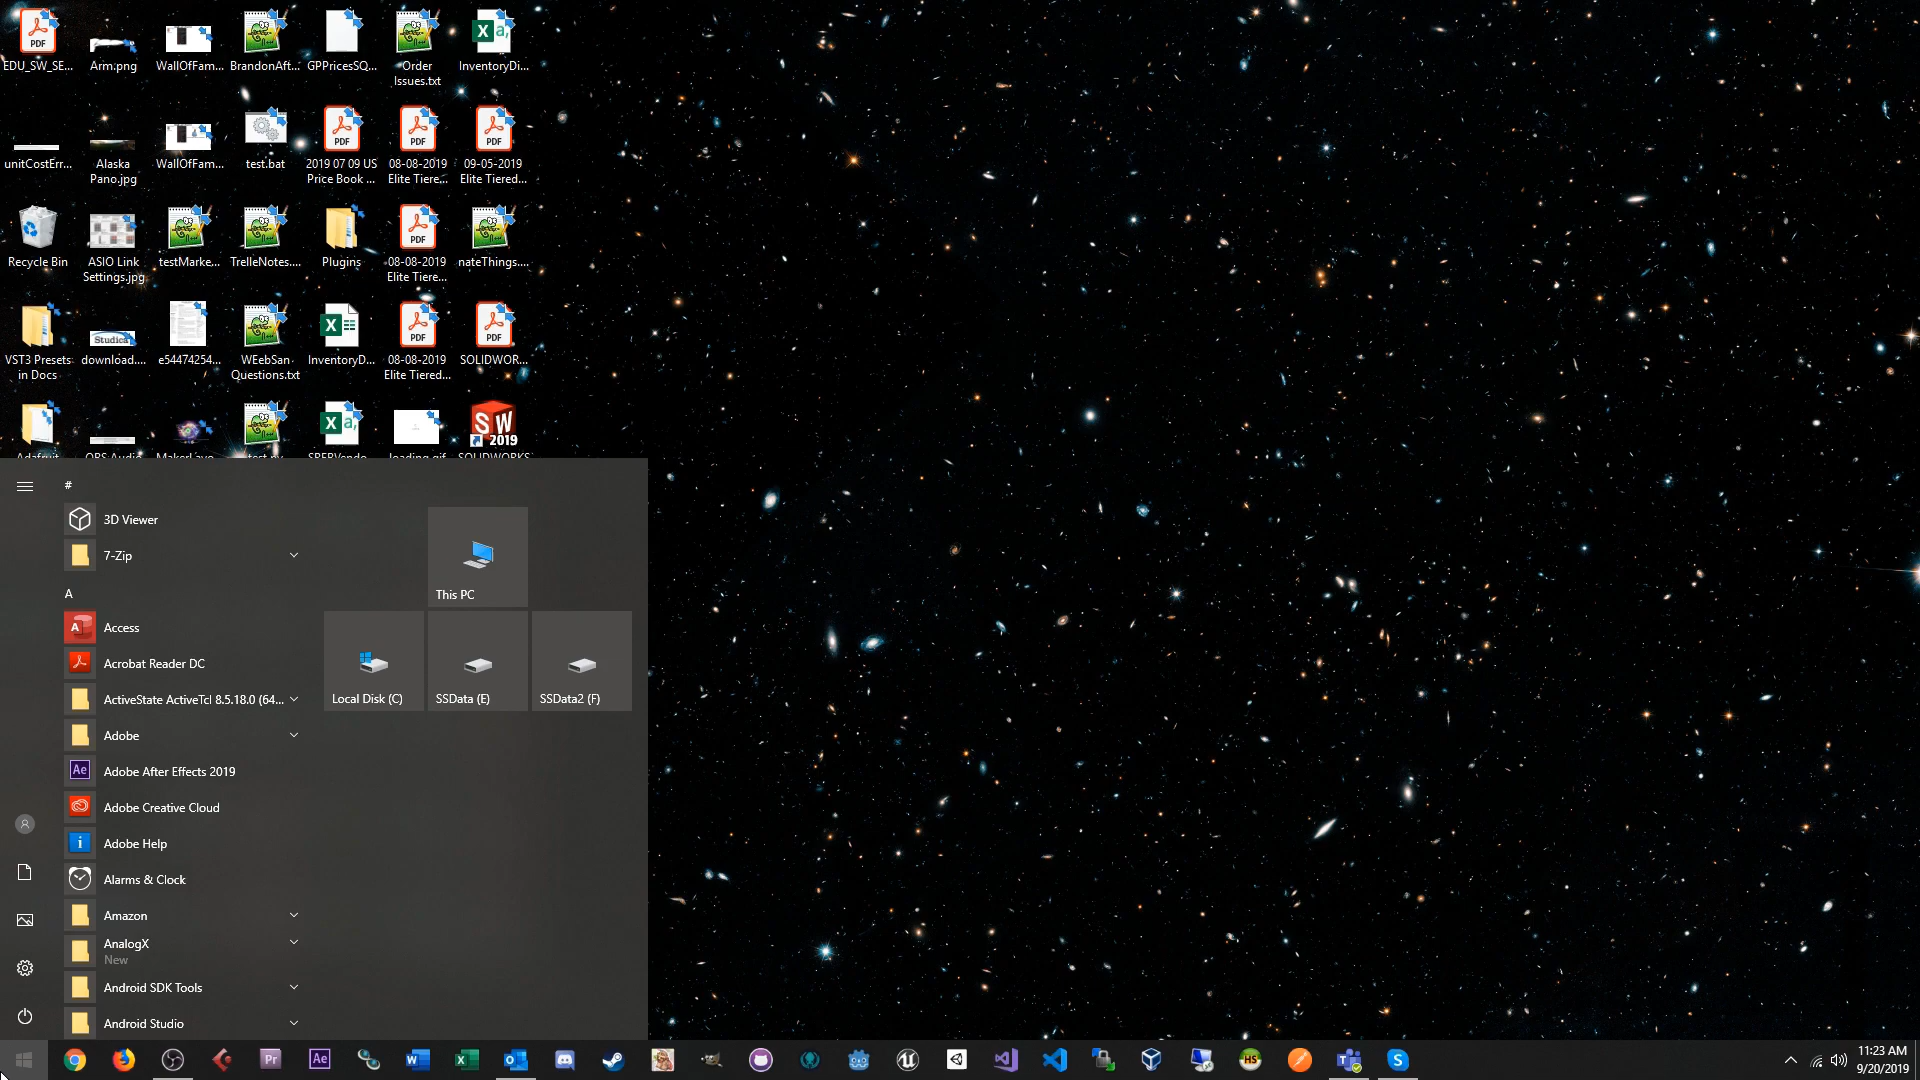 EDU_SW_SE...
Arm.png
WallOfFam...
BrandonAft...
GPPricesSQ...
Order
Issues.txt
InventoryDi...
unitCostErr...
Alaska
Pano.jpg
WallOfFam...
test.bat
2019 07 09 US
Price Book ...
08-08-2019
Elite Tiere...
09-05-2019
Elite Tiered...
Recycle Bin
ASIO Link
Settings.jpg
testMarke...
TrelleNotes....
Plugins
08-08-2019
Elite Tiere...
nateThings....
VST3 Presets
in Docs
download....
e54474254...
WEebSan
Questions.txt
InventoryD...
08-08-2019
Elite Tiered...
SOLIDWOR...
SW
2019
Adafruit
OBS Audio
test.py
loading.gif
SOLIDWORKS
#
3D Viewer
7-Zip
A
Access
Acrobat Reader DC
ActiveState ActiveTcl 8.5.18.0 (64...
Adobe
Adobe After Effects 2019
Adobe Creative Cloud
Adobe Help
Alarms & Clock
Amazon
AnalogX
New
Android SDK Tools
Android Studio
This PC
Local Disk (C)
SSData (E)
SSData2 (F)
11:23 AM
9/20/2019